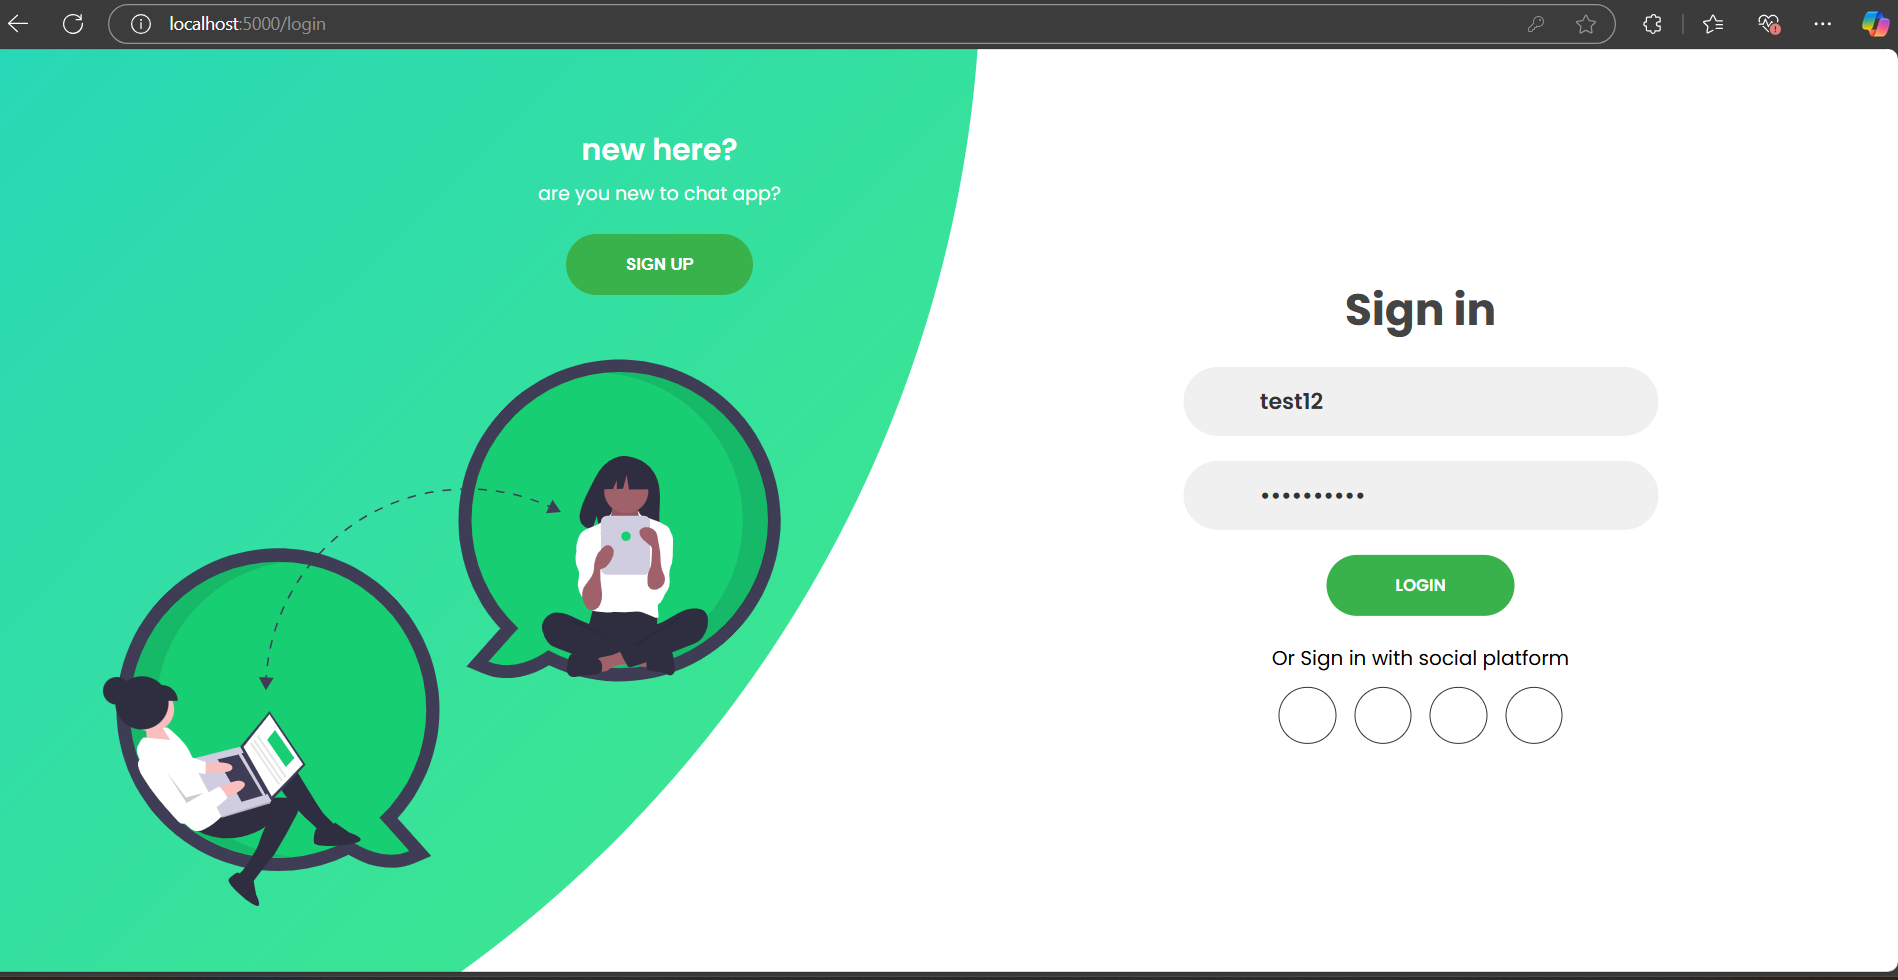 localhost:5000/login
new here?
are you new to chat app?
SIGN UP
Sign in
test12
••••••••••
LOGIN
Or Sign in with social platform